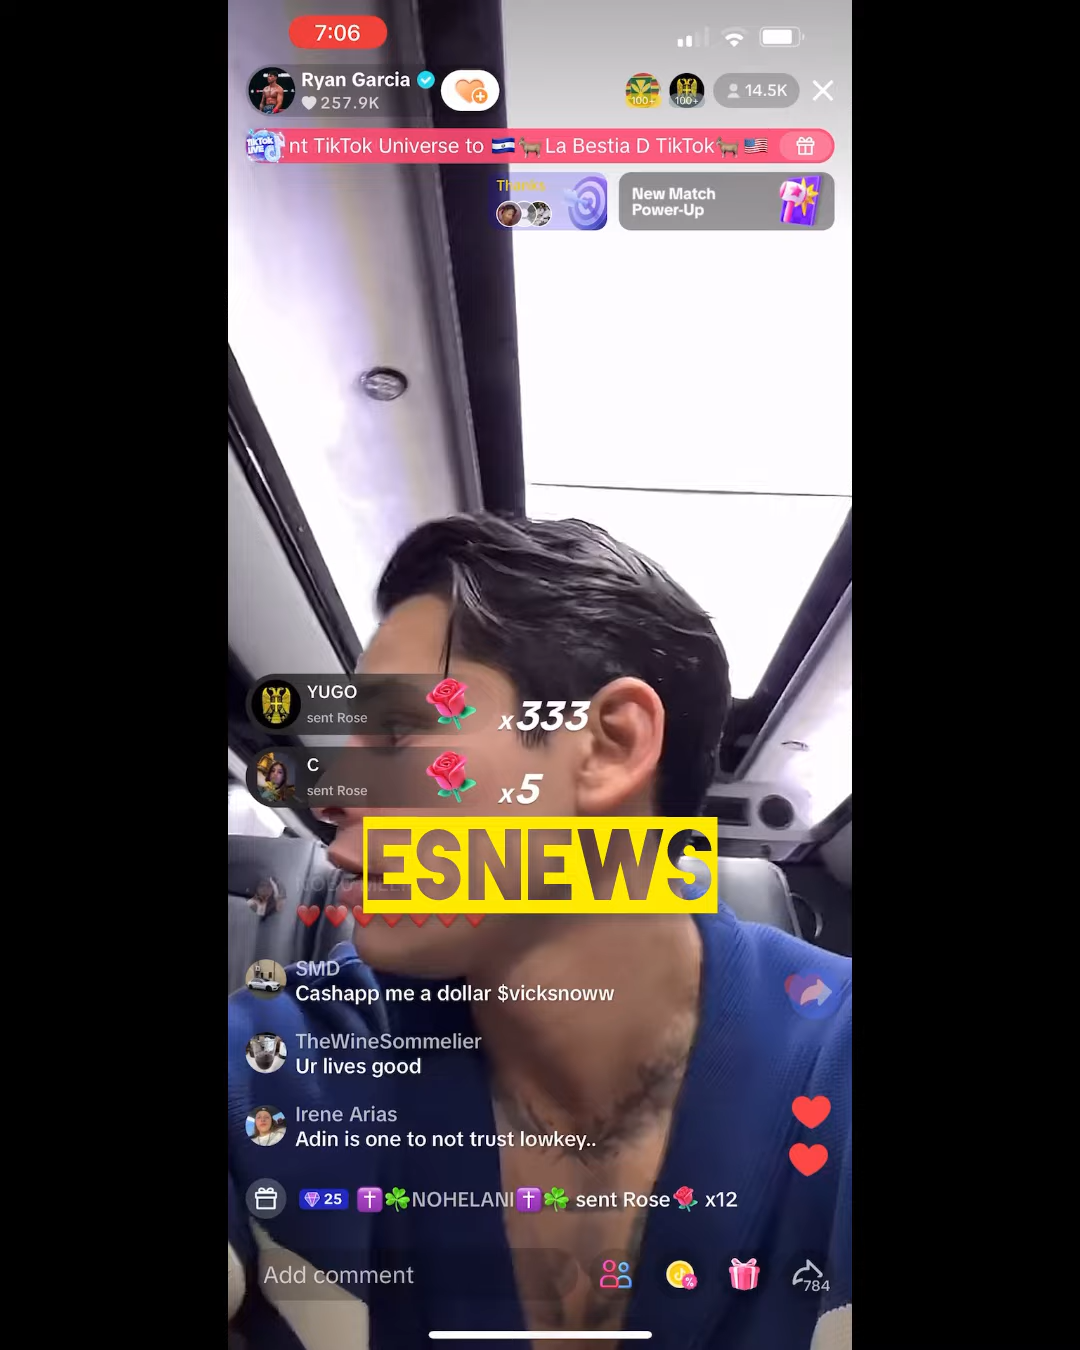 7:06
Ryan Garcia
257.9K
100+
100+
14.5K
TikTok
LIVE
nt TikTok Universe to 🇸🇻🐐La Bestia D TikTok🐐🇺🇸
Thanks
New Match
Power-Up
YUGO
sent Rose
x333
C
sent Rose
x5
ESNEWS
❤️❤️❤️❤️❤️❤️❤️
SMD
Cashapp me a dollar $vicksnoww
TheWineSommelier
Ur lives good
Irene Arias
Adin is one to not trust lowkey..
25 ✝️☘️NOHELANI✝️☘️ sent Rose🌹 x12
Add comment
784